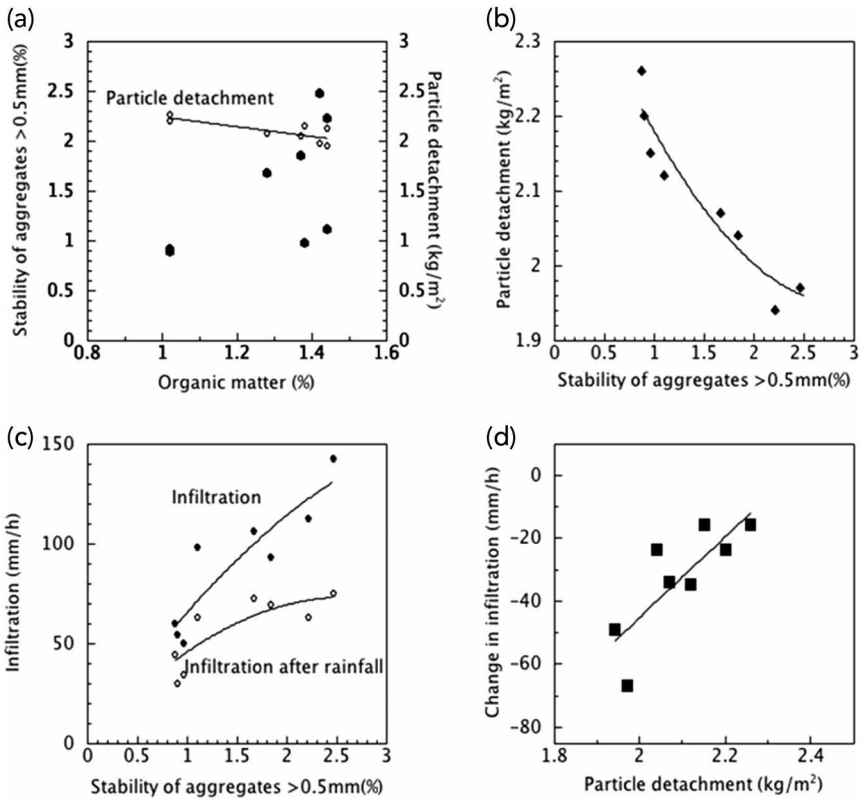 (a)
3
2.5
2
1.5
1
0.5
0
Stability of aggregates >0.5mm(%)
Particle detachment
3
2.5
2
1.5
1
0.5
0
Particle detachment (kg/m²)
0.8 1 1.2 1.4 1.6
Organic matter (%)
(b)
2.3
2.2
2.1
2
1.9
Particle detachment (kg/m²)
0 0.5 1 1.5 2 2.5 3
Stability of aggregates >0.5mm(%)
(c)
150
100
50
0
Infiltration (mm/h)
Infiltration
Infiltration after rainfall
0 0.5 1 1.5 2 2.5 3
Stability of aggregates >0.5mm(%)
(d)
0
-20
-40
-60
-80
Change in infiltration (mm/h)
1.8 2 2.2 2.4
Particle detachment (kg/m²)